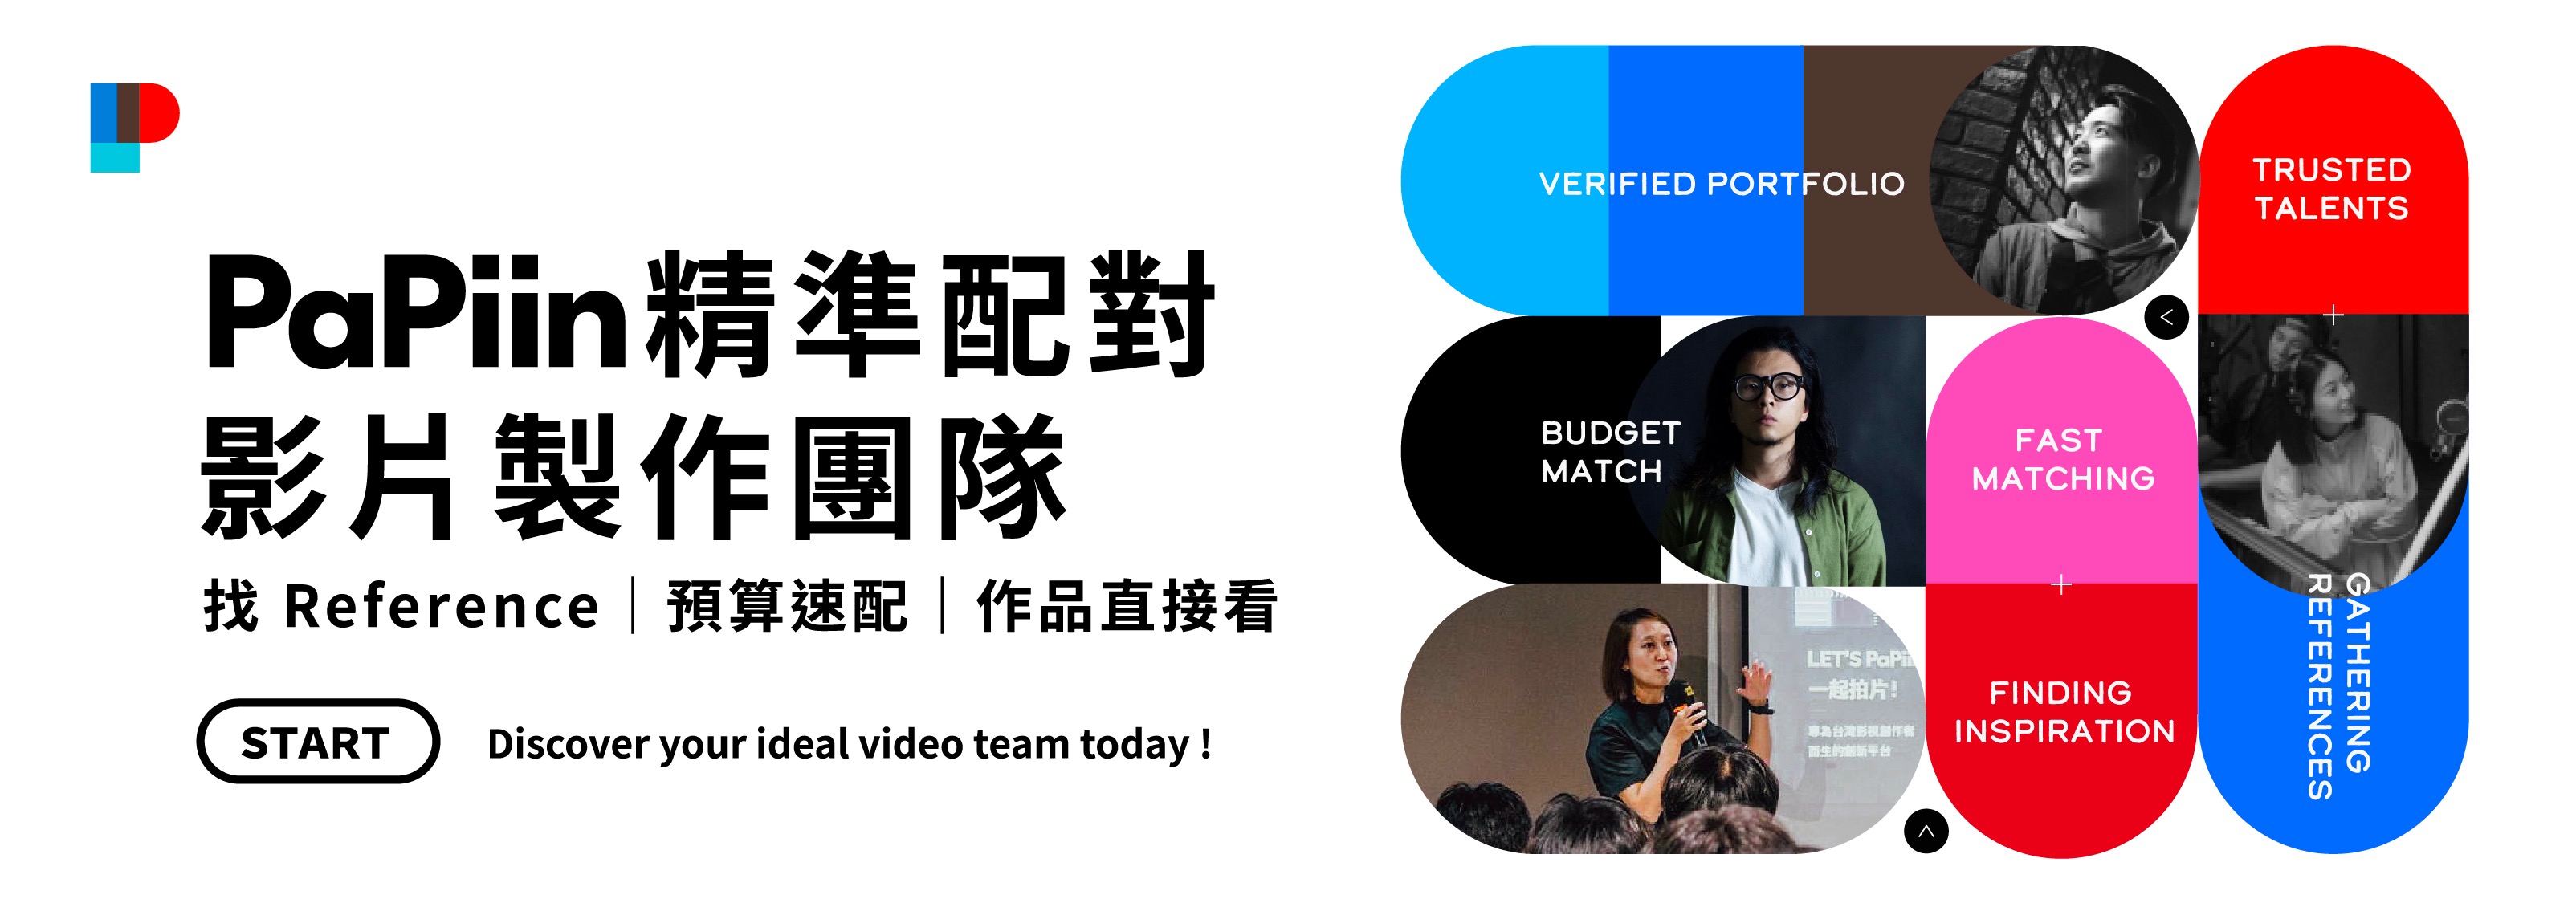 PaPiin精準配對
影片製作團隊
找 Reference｜預算速配｜作品直接看
START
Discover your ideal video team today !
VERIFIED PORTFOLIO
TRUSTED
TALENTS
BUDGET
MATCH
FAST
MATCHING
LET'S PaPii
一起拍片!
專為台灣影視創作者
而生的創新平台
FINDING
INSPIRATION
GATHERING
REFERENCES